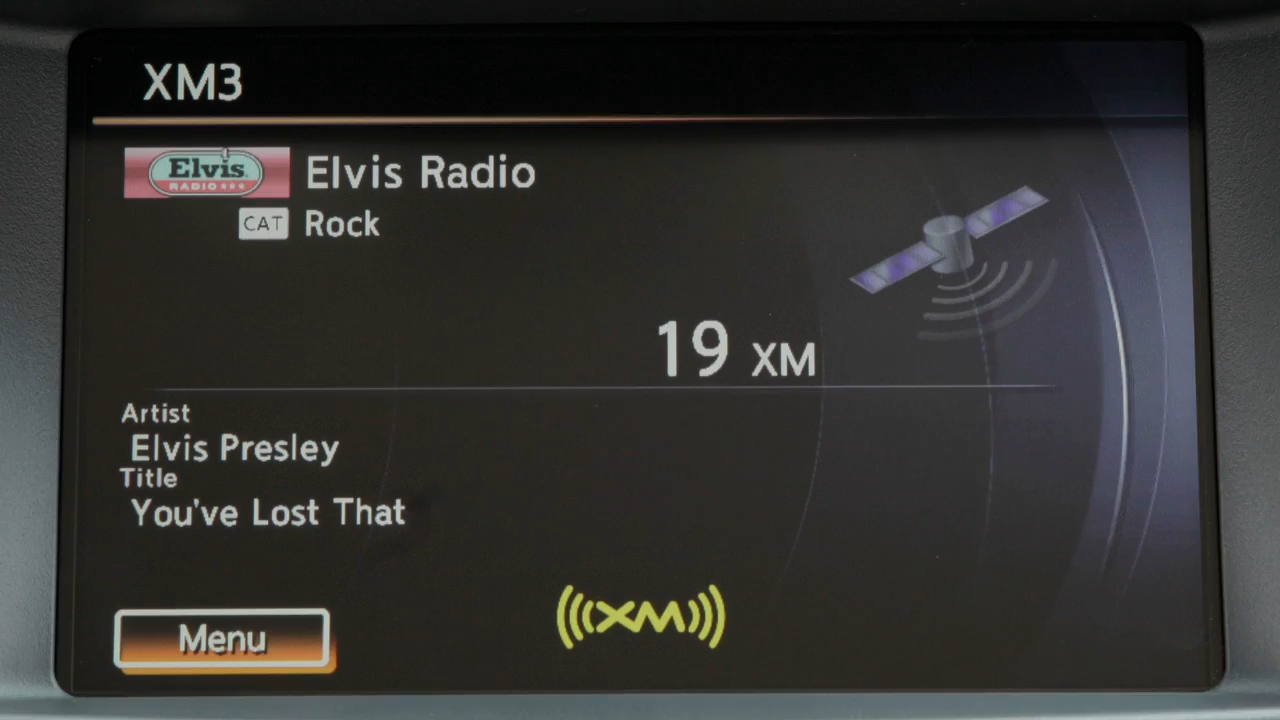 XM3
Elvis
RADIO
Elvis Radio
CAT Rock
19 XM
Artist
Elvis Presley
Title
You've Lost That
Menu
XM